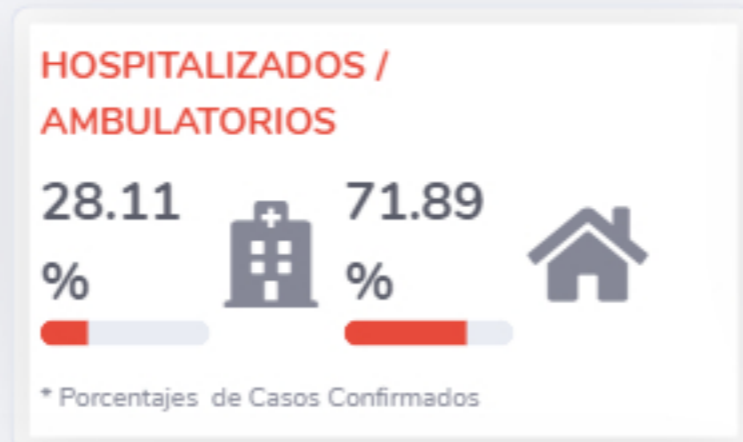 HOSPITALIZADOS /
AMBULATORIOS
28.11 71.89
% %
* Porcentajes de Casos Confirmados